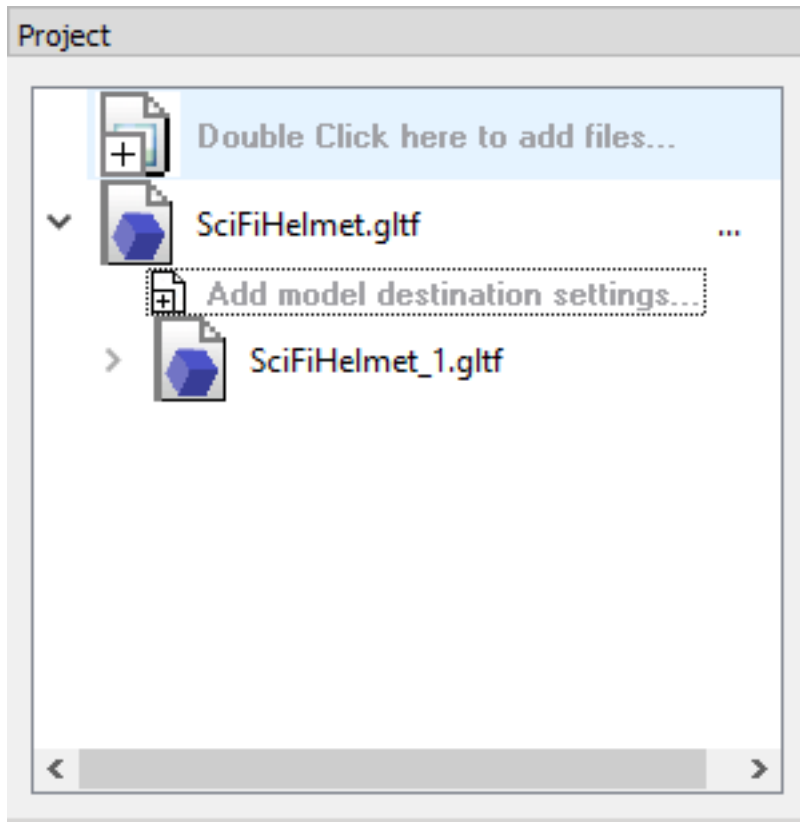 Project
Double Click here to add files...
SciFiHelmet.gltf ...
Add model destination settings...
SciFiHelmet_1.gltf